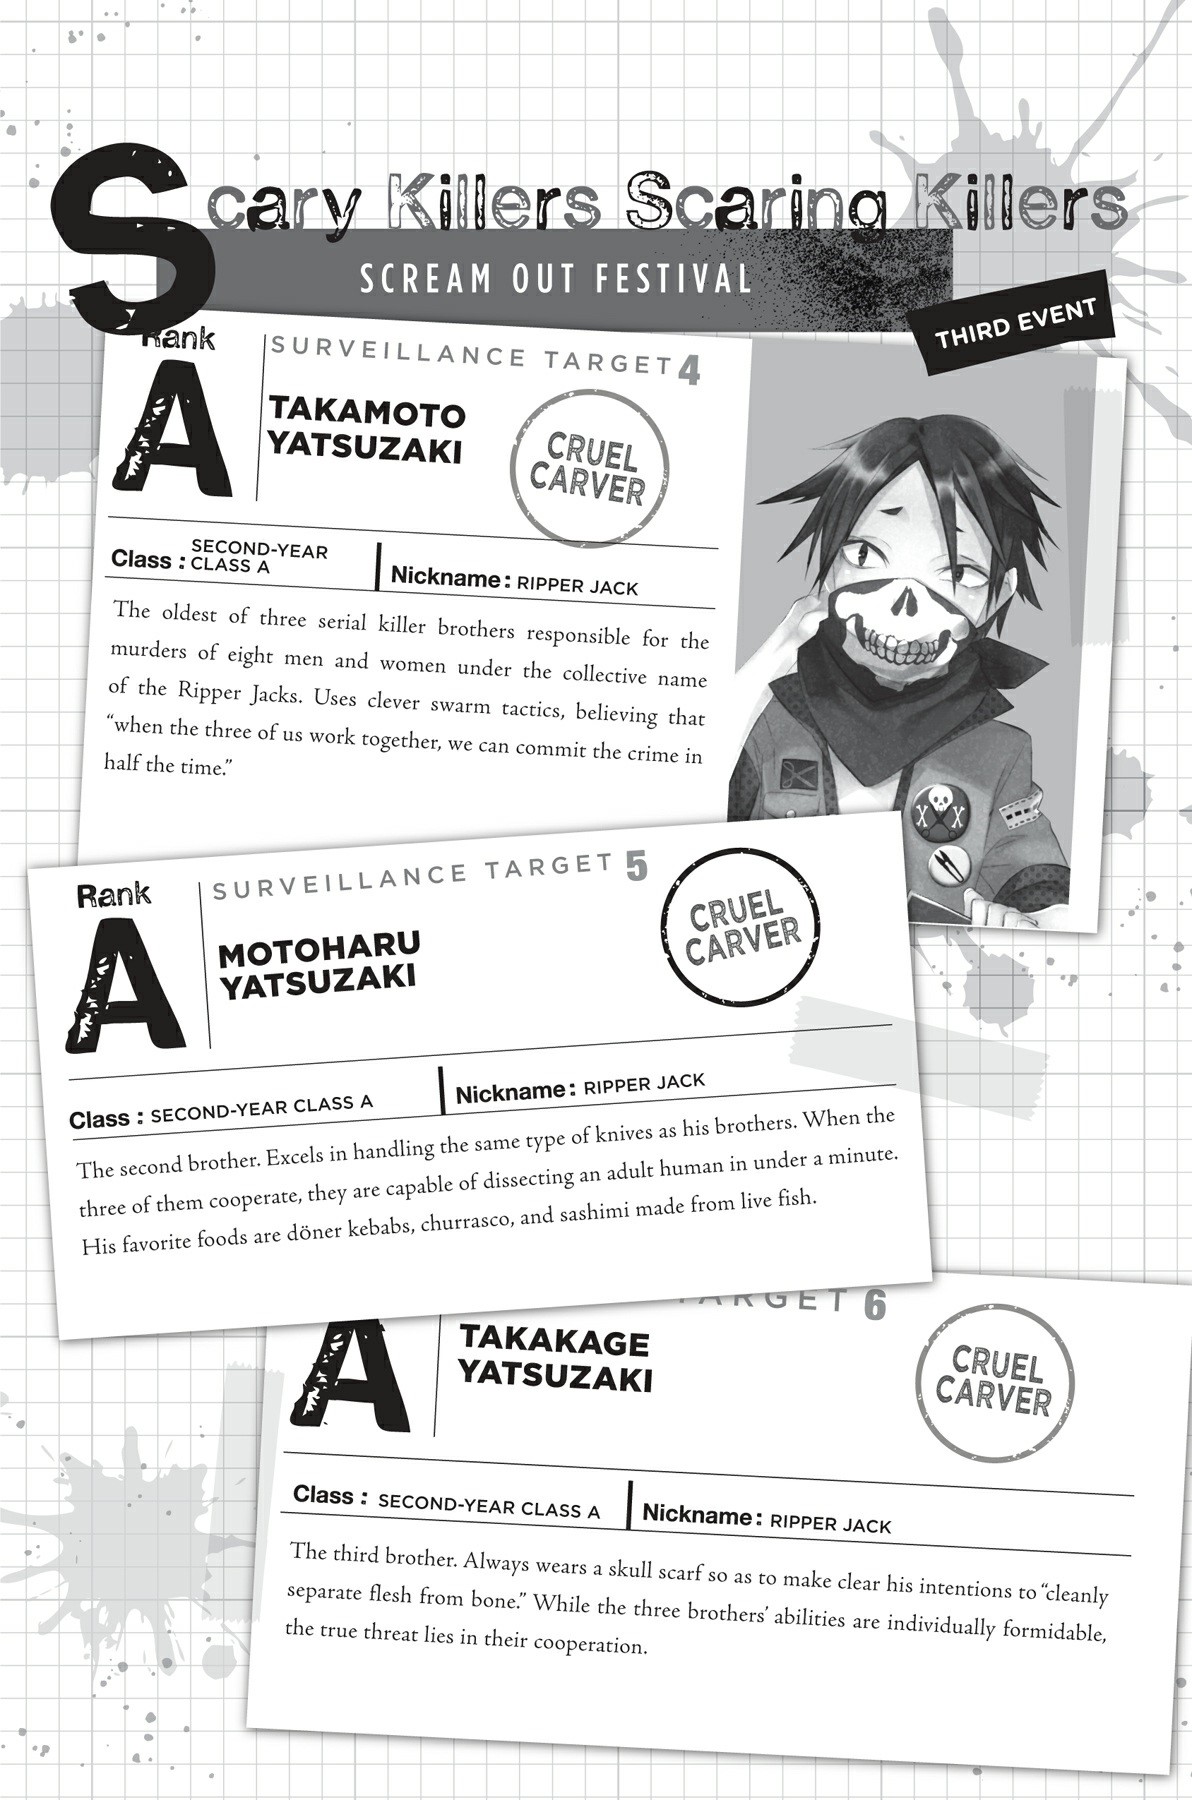 Scary Killers Scaring Killers
SCREAM OUT FESTIVAL
THIRD EVENT
Rank
A
SURVEILLANCE TARGET 4
TAKAMOTO
YATSUZAKI
CRUEL
CARVER
Class : SECOND-YEAR
CLASS A
Nickname : RIPPER JACK
The oldest of three serial killer brothers responsible for the
murders of eight men and women under the collective name
of the Ripper Jacks. Uses clever swarm tactics, believing that
“when the three of us work together, we can commit the crime in
half the time.”
Rank
A
SURVEILLANCE TARGET 5
MOTOHARU
YATSUZAKI
CRUEL
CARVER
Class : SECOND-YEAR CLASS A
Nickname : RIPPER JACK
The second brother. Excels in handling the same type of knives as his brothers. When the
three of them cooperate, they are capable of dissecting an adult human in under a minute.
His favorite foods are döner kebabs, churrasco, and sashimi made from live fish.
A
TARGET 6
TAKAKAGE
YATSUZAKI
CRUEL
CARVER
Class : SECOND-YEAR CLASS A
Nickname : RIPPER JACK
The third brother. Always wears a skull scarf so as to make clear his intentions to “cleanly
separate flesh from bone.” While the three brothers’ abilities are individually formidable,
the true threat lies in their cooperation.